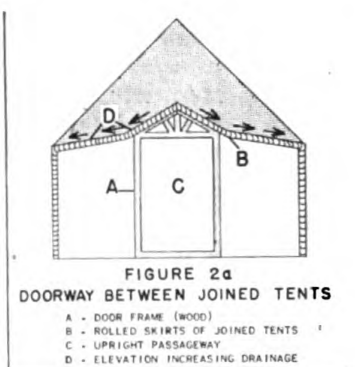 D
B
A
C
FIGURE 2a
DOORWAY BETWEEN JOINED TENTS
A - DOOR FRAME (WOOD)
B - ROLLED SKIRTS OF JOINED TENTS
C - UPRIGHT PASSAGEWAY
D - ELEVATION INCREASING DRAINAGE